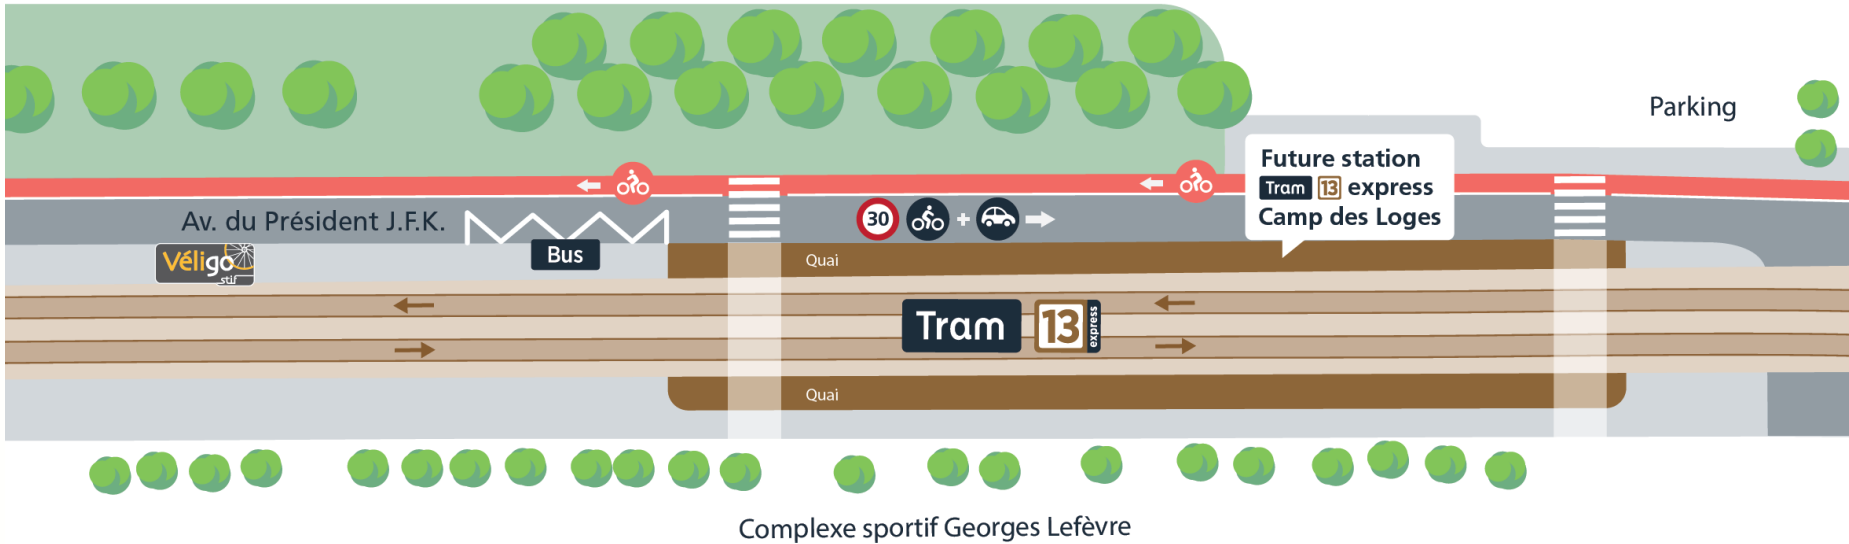 Parking
Future station
Tram 13 express
Camp des Loges
Av. du Président J.F.K.
30
+
Véligo
stif
Bus
Quai
Tram 13 express
Quai
Complexe sportif Georges Lefèvre